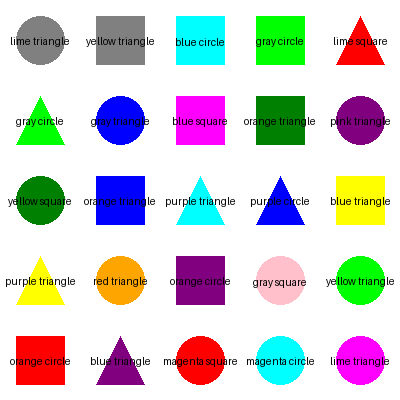 lime triangle yellow triangle blue circle gray circle lime square
gray circle gray triangle blue square orange triangle pink triangle
yellow square orange triangle purple triangle purple circle blue triangle
purple triangle red triangle orange circle gray square yellow triangle
orange circle blue triangle magenta square magenta circle lime triangle